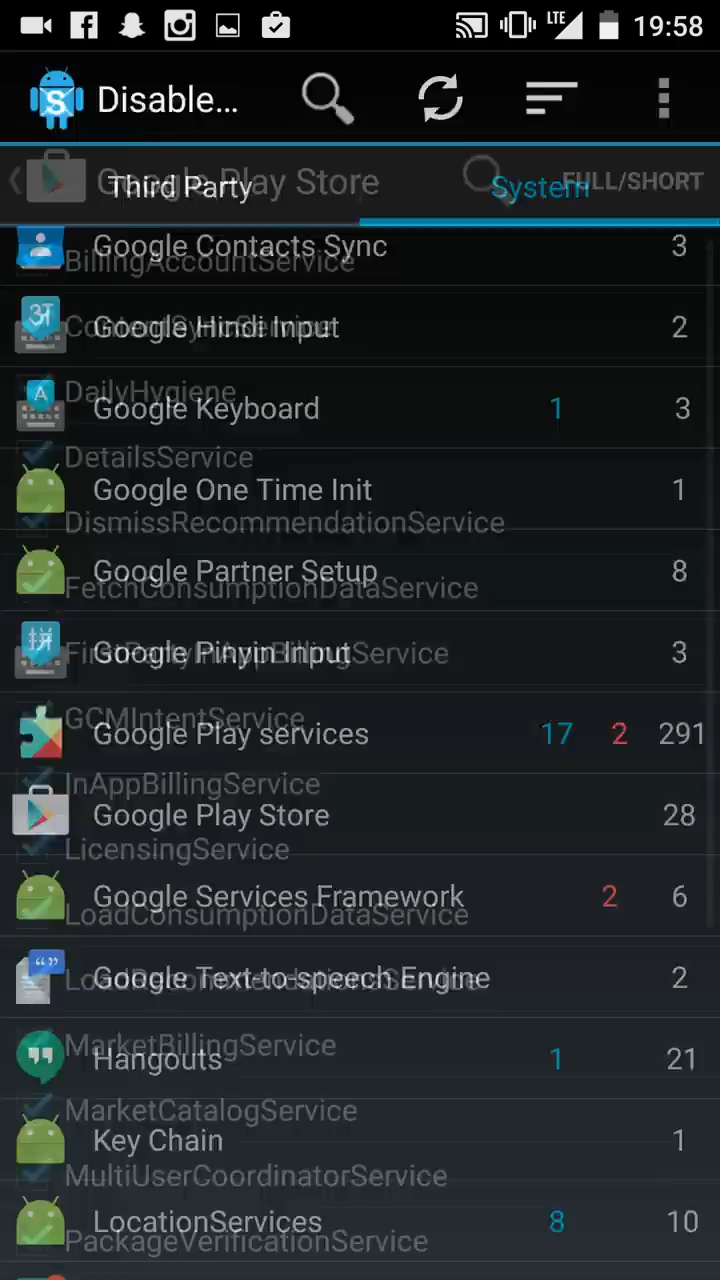 LTE 19:58
S Disable...
Google Play Store FULL/SHORT
Third Party System
Google Contacts Sync 3
BillingAccountService
Google Hindi Input 2
ContentSyncService
DailyHygiene
Google Keyboard 1 3
DetailsService
Google One Time Init 1
DismissRecommendationService
Google Partner Setup 8
FetchConsumptionDataService
Google Pinyin Input 3
FirstPartyInAppBillingService
GCMIntentService
Google Play services 17 2 291
InAppBillingService
Google Play Store 28
LicensingService
Google Services Framework 2 6
LoadConsumptionDataService
Google Text-to-speech Engine 2
LoadRecommendationsService
MarketBillingService
Hangouts 1 21
MarketCatalogService
Key Chain 1
MultiUserCoordinatorService
LocationServices 8 10
PackageVerificationService